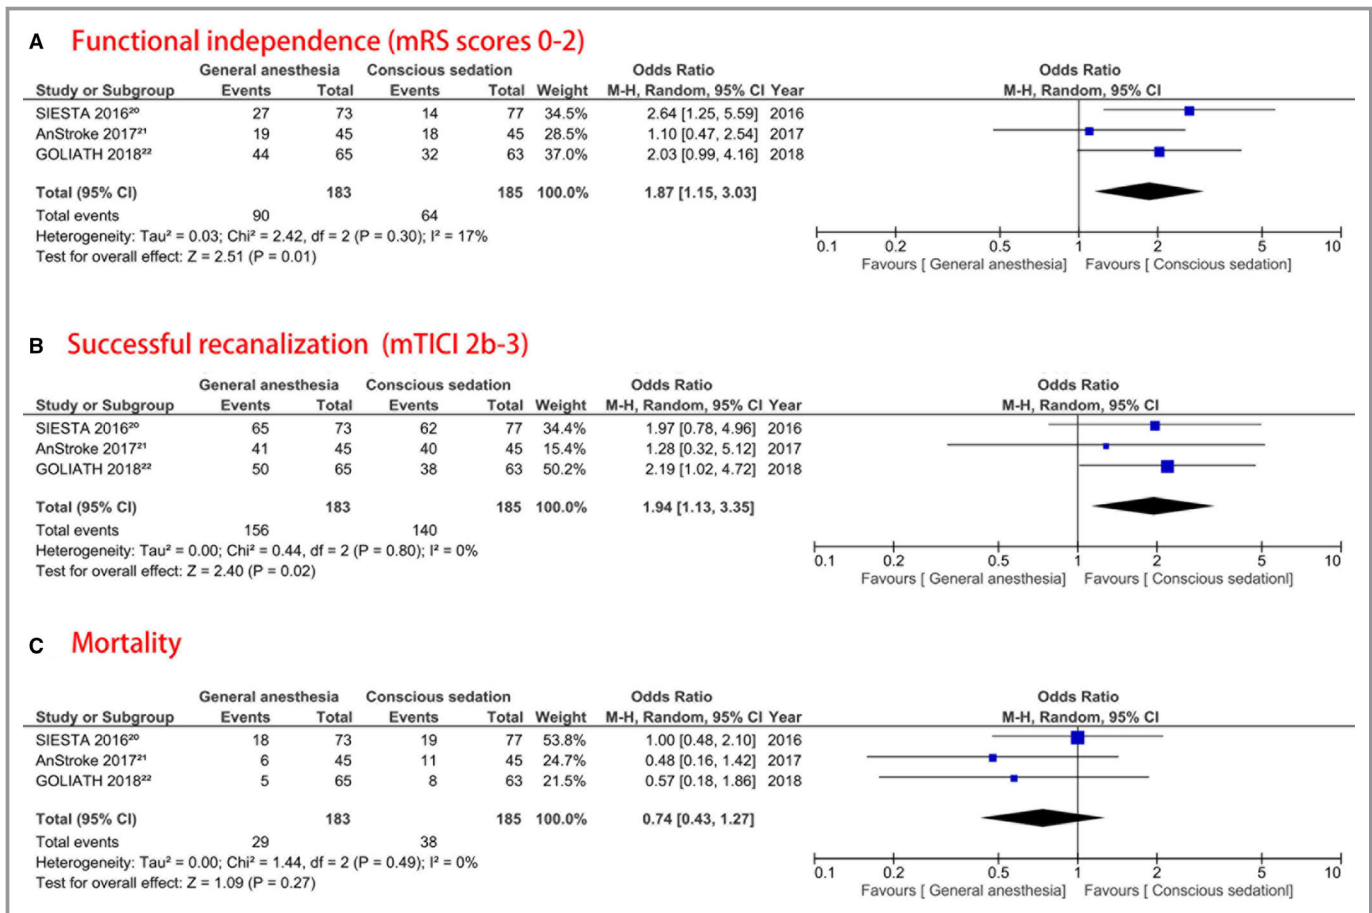 A Functional independence (mRS scores 0-2)
General anesthesia Conscious sedation Odds Ratio Odds Ratio
Study or Subgroup Events Total Events Total Weight M-H, Random, 95% CI Year M-H, Random, 95% CI
SIESTA 2016²⁰ 27 73 14 77 34.5% 2.64 [1.25, 5.59] 2016
AnStroke 2017²¹ 19 45 18 45 28.5% 1.10 [0.47, 2.54] 2017
GOLIATH 2018²² 44 65 32 63 37.0% 2.03 [0.99, 4.16] 2018
Total (95% CI) 183 185 100.0% 1.87 [1.15, 3.03]
Total events 90 64
Heterogeneity: Tau² = 0.03; Chi² = 2.42, df = 2 (P = 0.30); I² = 17%
Test for overall effect: Z = 2.51 (P = 0.01)
0.1 0.2 0.5 1 2 5 10
Favours [ General anesthesia] Favours [ Conscious sedation]
B Successful recanalization (mTICI 2b-3)
General anesthesia Conscious sedation Odds Ratio Odds Ratio
Study or Subgroup Events Total Events Total Weight M-H, Random, 95% CI Year M-H, Random, 95% CI
SIESTA 2016²⁰ 65 73 62 77 34.4% 1.97 [0.78, 4.96] 2016
AnStroke 2017²¹ 41 45 40 45 15.4% 1.28 [0.32, 5.12] 2017
GOLIATH 2018²² 50 65 38 63 50.2% 2.19 [1.02, 4.72] 2018
Total (95% CI) 183 185 100.0% 1.94 [1.13, 3.35]
Total events 156 140
Heterogeneity: Tau² = 0.00; Chi² = 0.44, df = 2 (P = 0.80); I² = 0%
Test for overall effect: Z = 2.40 (P = 0.02)
0.1 0.2 0.5 1 2 5 10
Favours [ General anesthesia] Favours [ Conscious sedationl]
C Mortality
General anesthesia Conscious sedation Odds Ratio Odds Ratio
Study or Subgroup Events Total Events Total Weight M-H, Random, 95% CI Year M-H, Random, 95% CI
SIESTA 2016²⁰ 18 73 19 77 53.8% 1.00 [0.48, 2.10] 2016
AnStroke 2017²¹ 6 45 11 45 24.7% 0.48 [0.16, 1.42] 2017
GOLIATH 2018²² 5 65 8 63 21.5% 0.57 [0.18, 1.86] 2018
Total (95% CI) 183 185 100.0% 0.74 [0.43, 1.27]
Total events 29 38
Heterogeneity: Tau² = 0.00; Chi² = 1.44, df = 2 (P = 0.49); I² = 0%
Test for overall effect: Z = 1.09 (P = 0.27)
0.1 0.2 0.5 1 2 5 10
Favours [ General anesthesia] Favours [ Conscious sedationl]